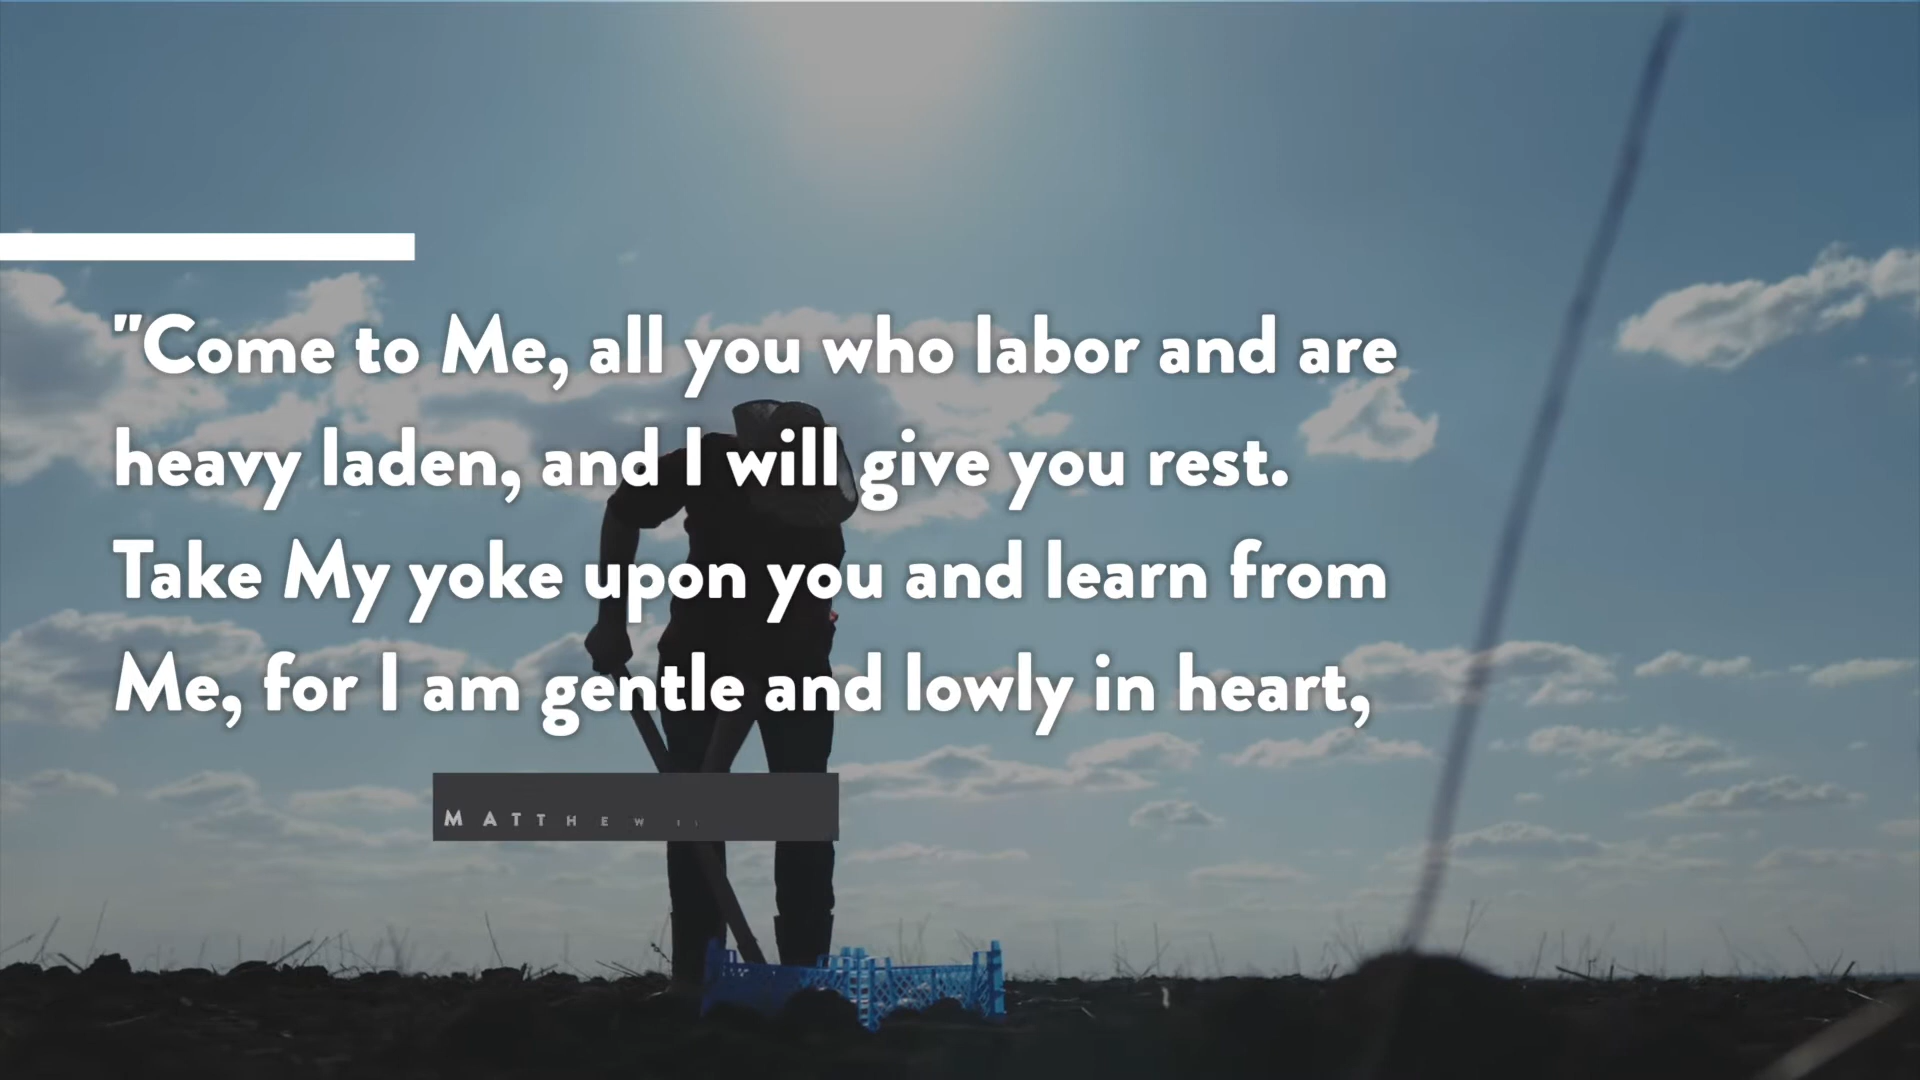 "Come to Me, all you who labor and are
heavy laden, and I will give you rest.
Take My yoke upon you and learn from
Me, for I am gentle and lowly in heart,
MATTHEW